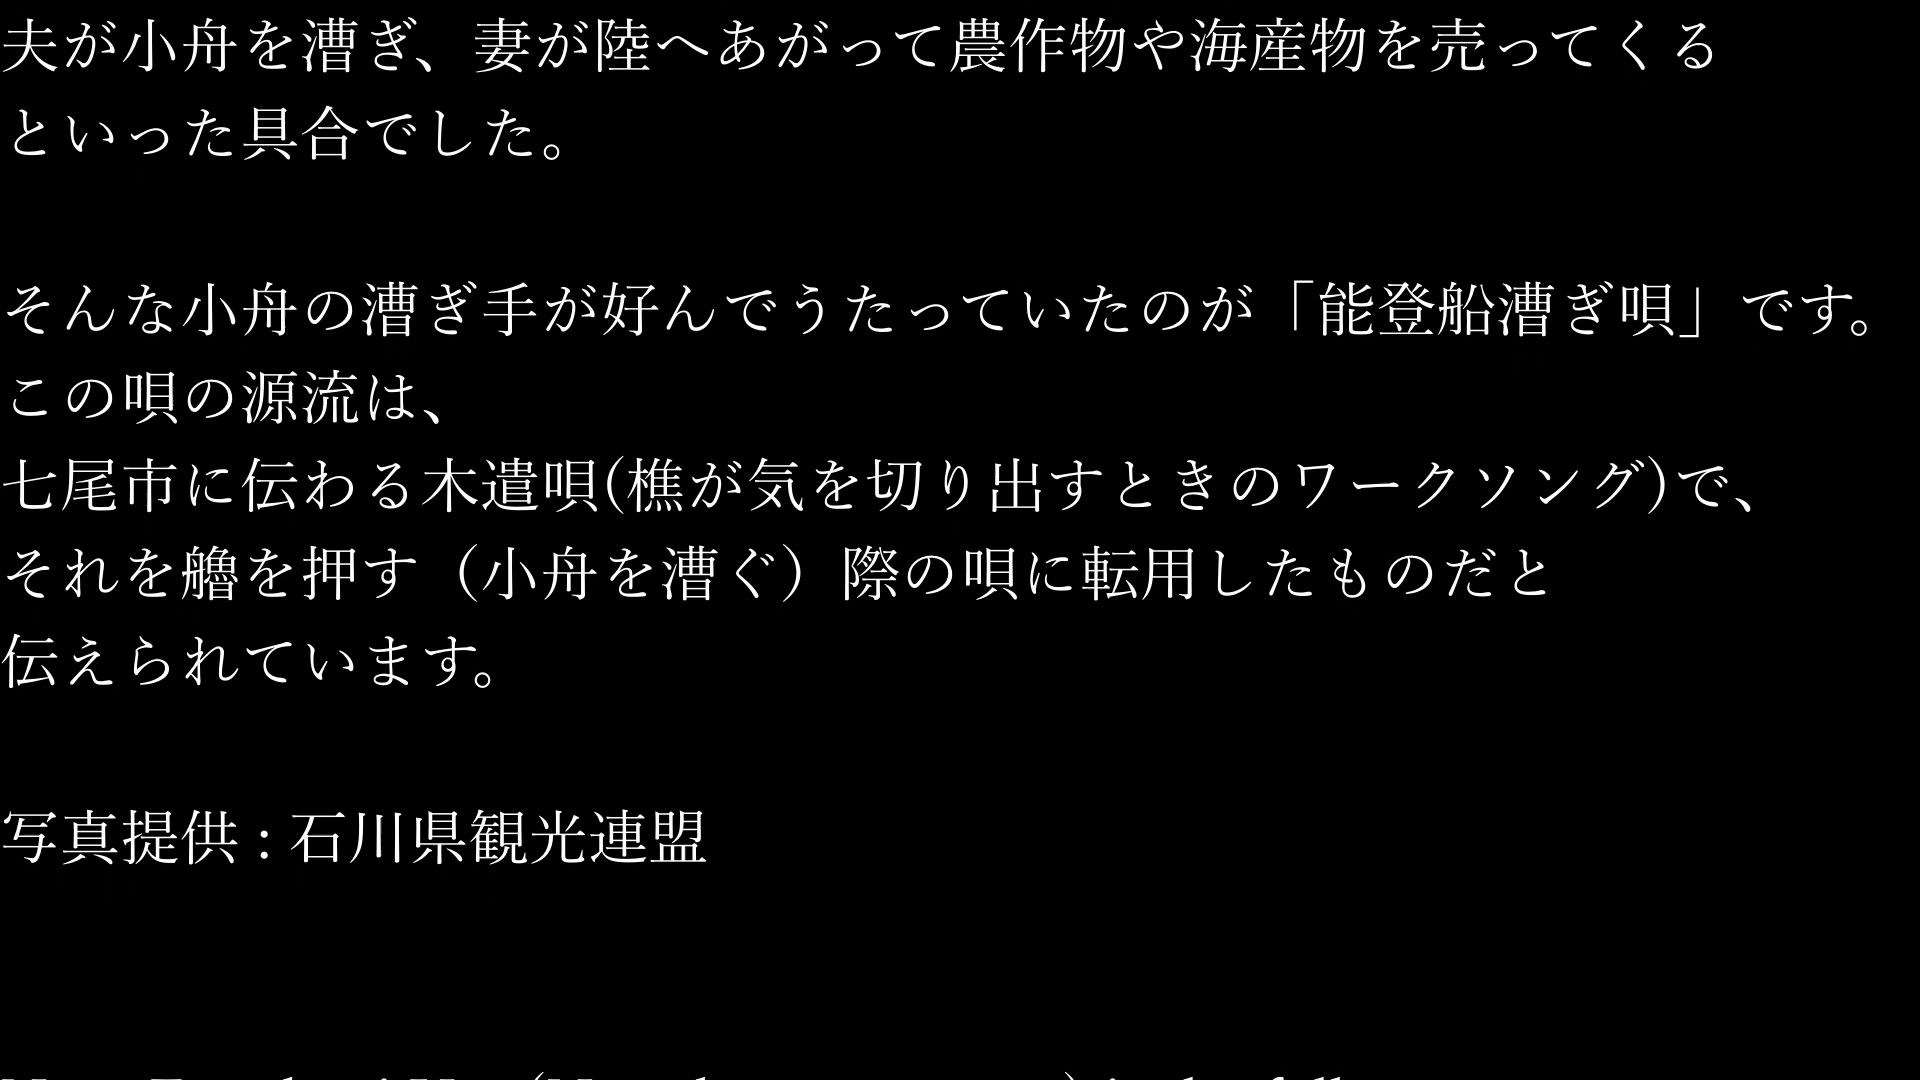 夫が小舟を漕ぎ、妻が陸へあがって農作物や海産物を売ってくる
といった具合でした。
そんな小舟の漕ぎ手が好んでうたっていたのが「能登船漕ぎ唄」です。
この唄の源流は、
七尾市に伝わる木遣唄(樵が気を切り出すときのワークソング)で、
それを艪を押す（小舟を漕ぐ）際の唄に転用したものだと
伝えられています。
写真提供 : 石川県観光連盟